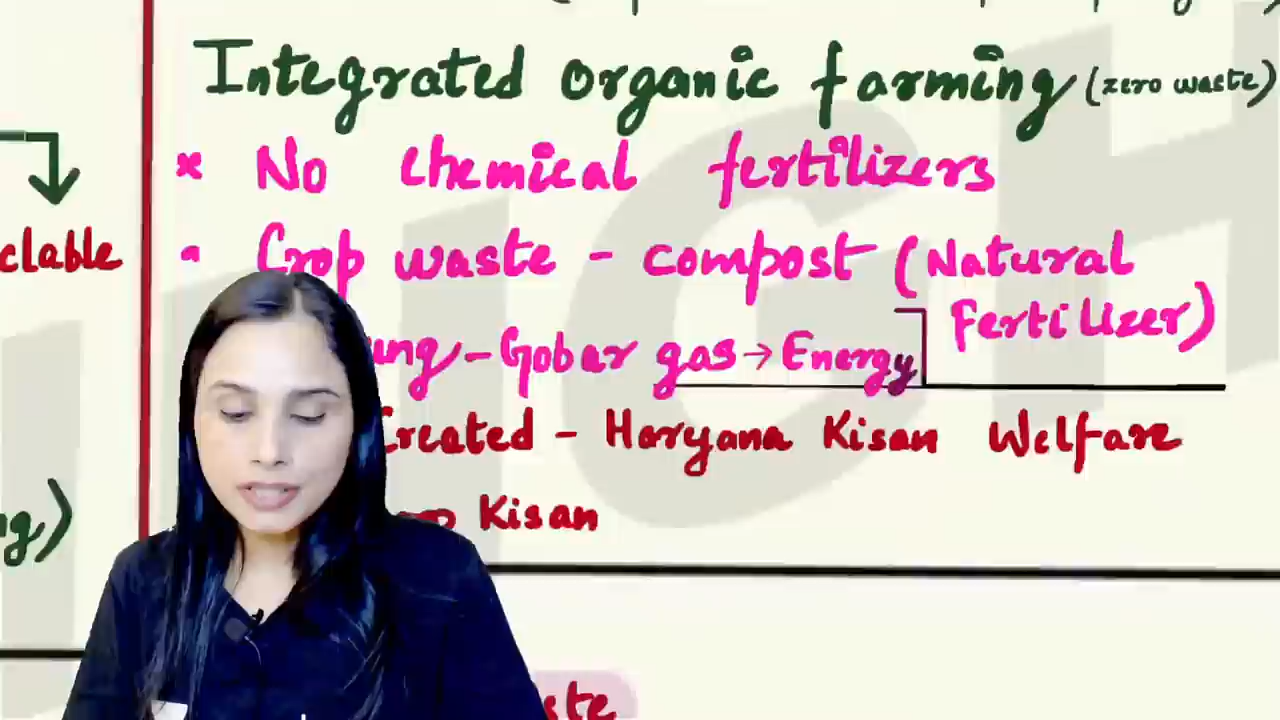 Integrated organic farming (zero waste)
* No chemical fertilizers
Crop waste - compost (Natural
Fertilizer)
ung - Gobar gas → Energy
clable
Created - Haryana Kisan Welfare
Kisan
ng)
ste